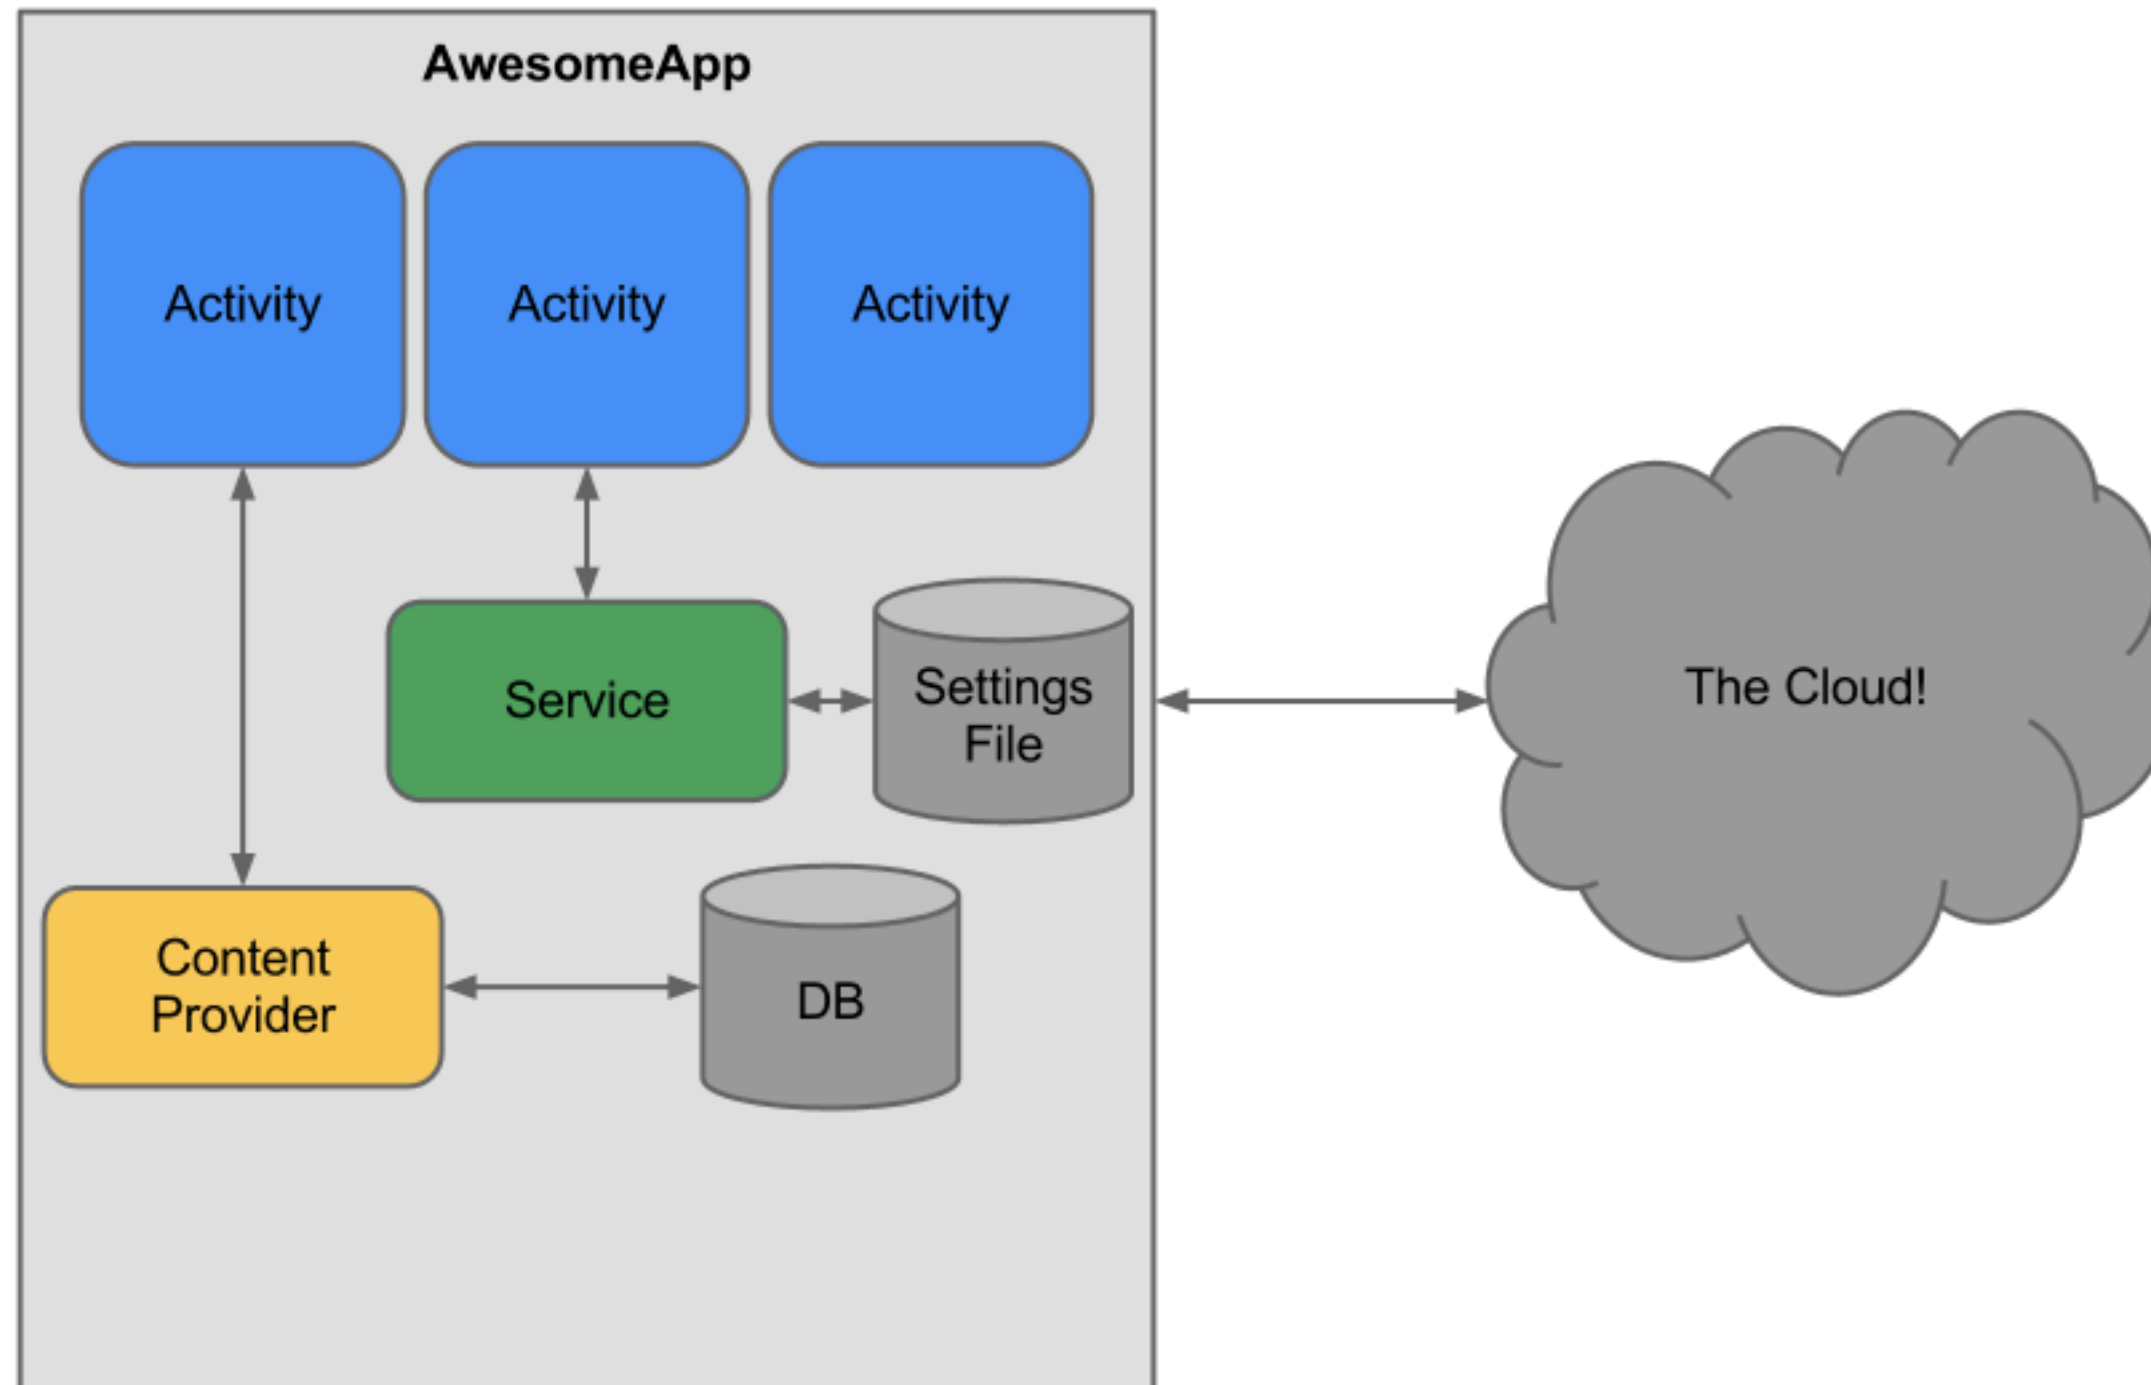 AwesomeApp
Activity
Activity
Activity
Service
Settings
File
The Cloud!
Content
Provider
DB